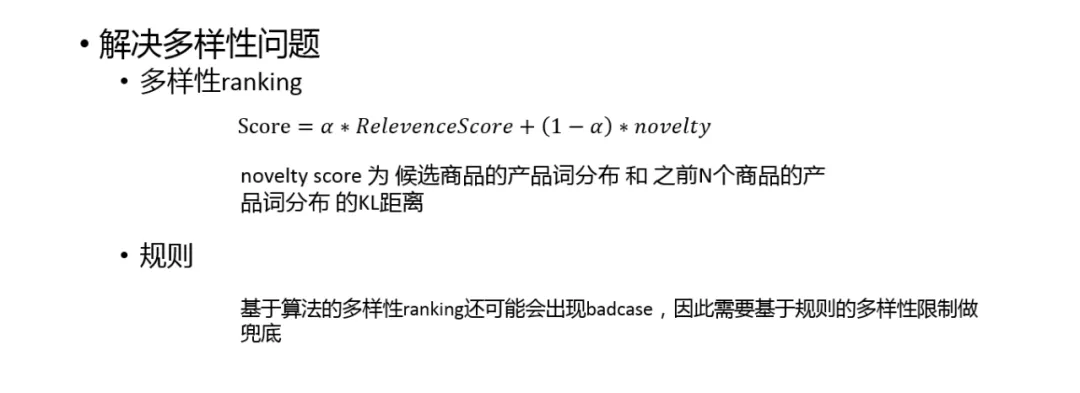 • 解决多样性问题
• 多样性ranking
Score = α ∗ RelevenceScore + (1 − α) ∗ novelty
novelty score 为 候选商品的产品词分布 和 之前N个商品的产
品词分布 的KL距离
• 规则
基于算法的多样性ranking还可能会出现badcase，因此需要基于规则的多样性限制做
兜底